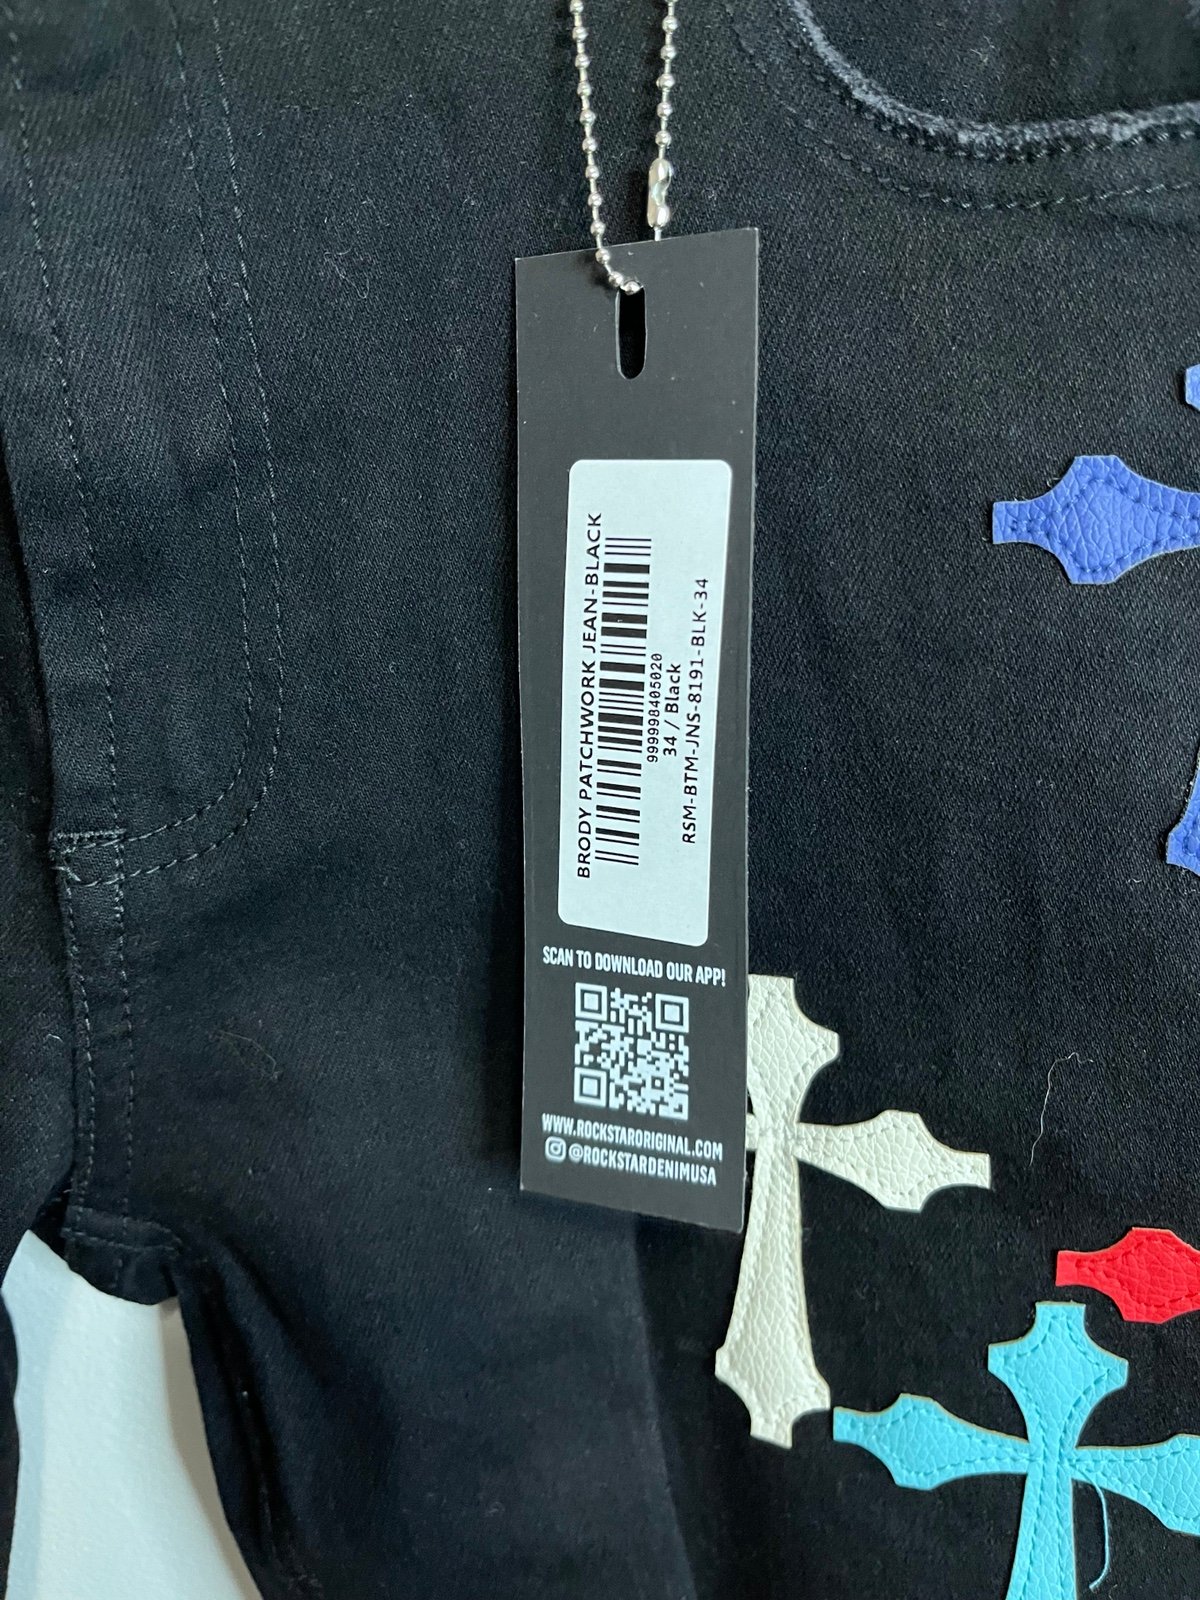 BRODY PATCHWORK JEAN-BLACK
999998405020
34 / Black
RSM-BTM-JNS-8191-BLK-34
SCAN TO DOWNLOAD OUR APP!
WWW.ROCKSTARORIGINAL.COM
@ROCKSTARDENIMUSA